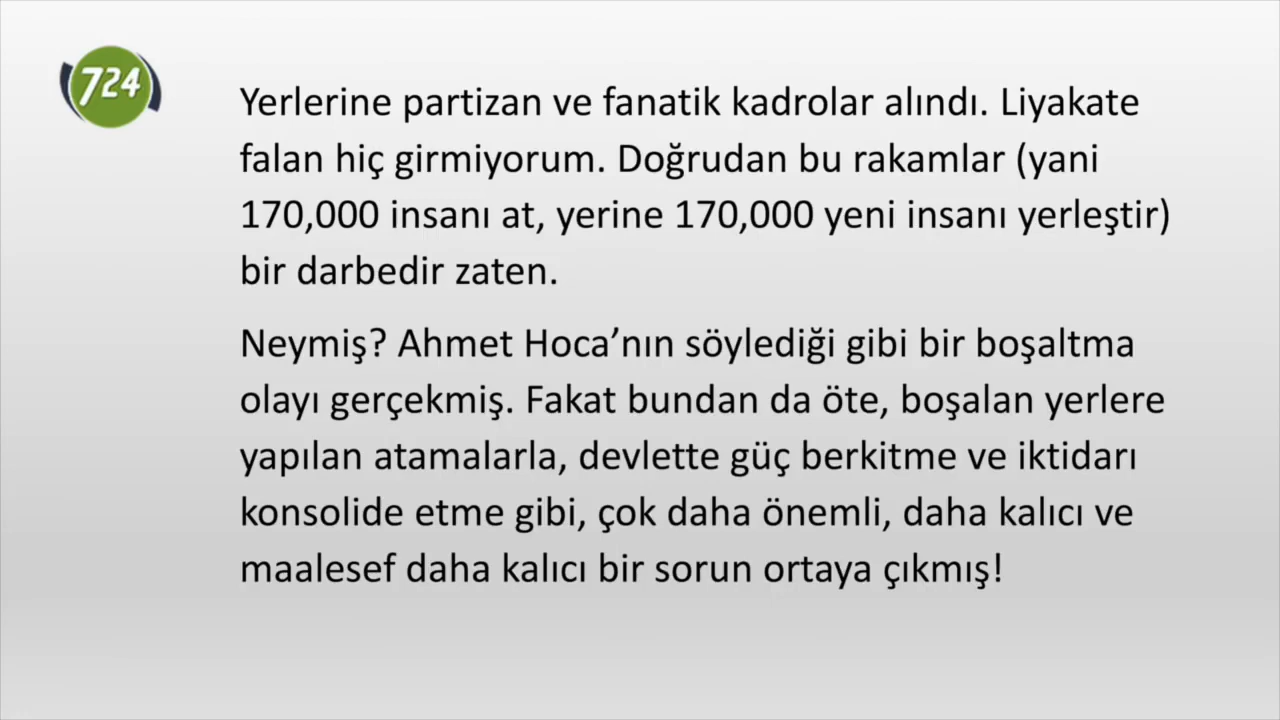 724
Yerlerine partizan ve fanatik kadrolar alındı. Liyakate
falan hiç girmiyorum. Doğrudan bu rakamlar (yani
170,000 insanı at, yerine 170,000 yeni insanı yerleştir)
bir darbedir zaten.
Neymiş? Ahmet Hoca’nın söylediği gibi bir boşaltma
olayı gerçekmiş. Fakat bundan da öte, boşalan yerlere
yapılan atamalarla, devlette güç berkitme ve iktidarı
konsolide etme gibi, çok daha önemli, daha kalıcı ve
maalesef daha kalıcı bir sorun ortaya çıkmış!